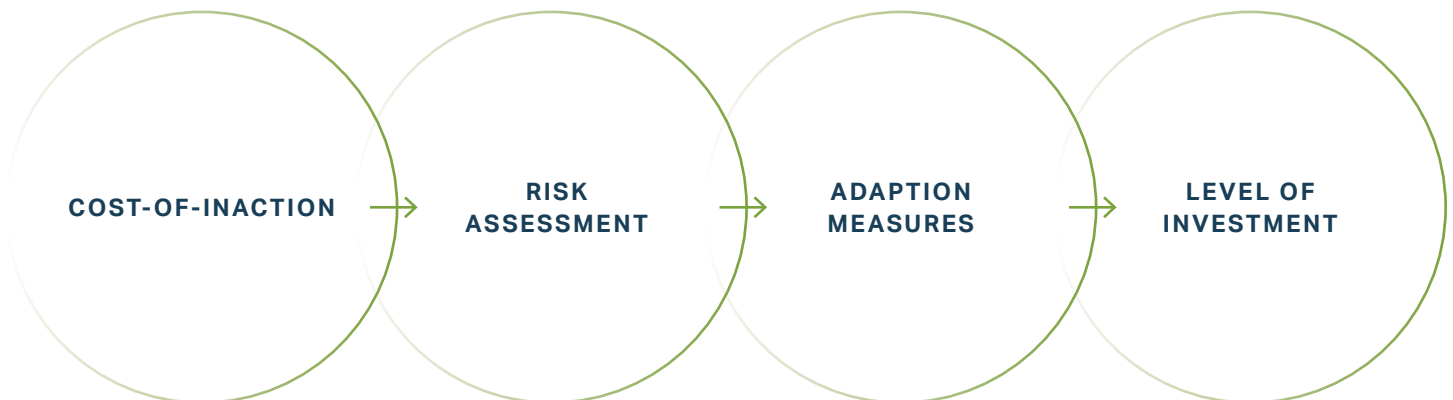 COST-OF-INACTION
RISK
ASSESSMENT
ADAPTION
MEASURES
LEVEL OF
INVESTMENT